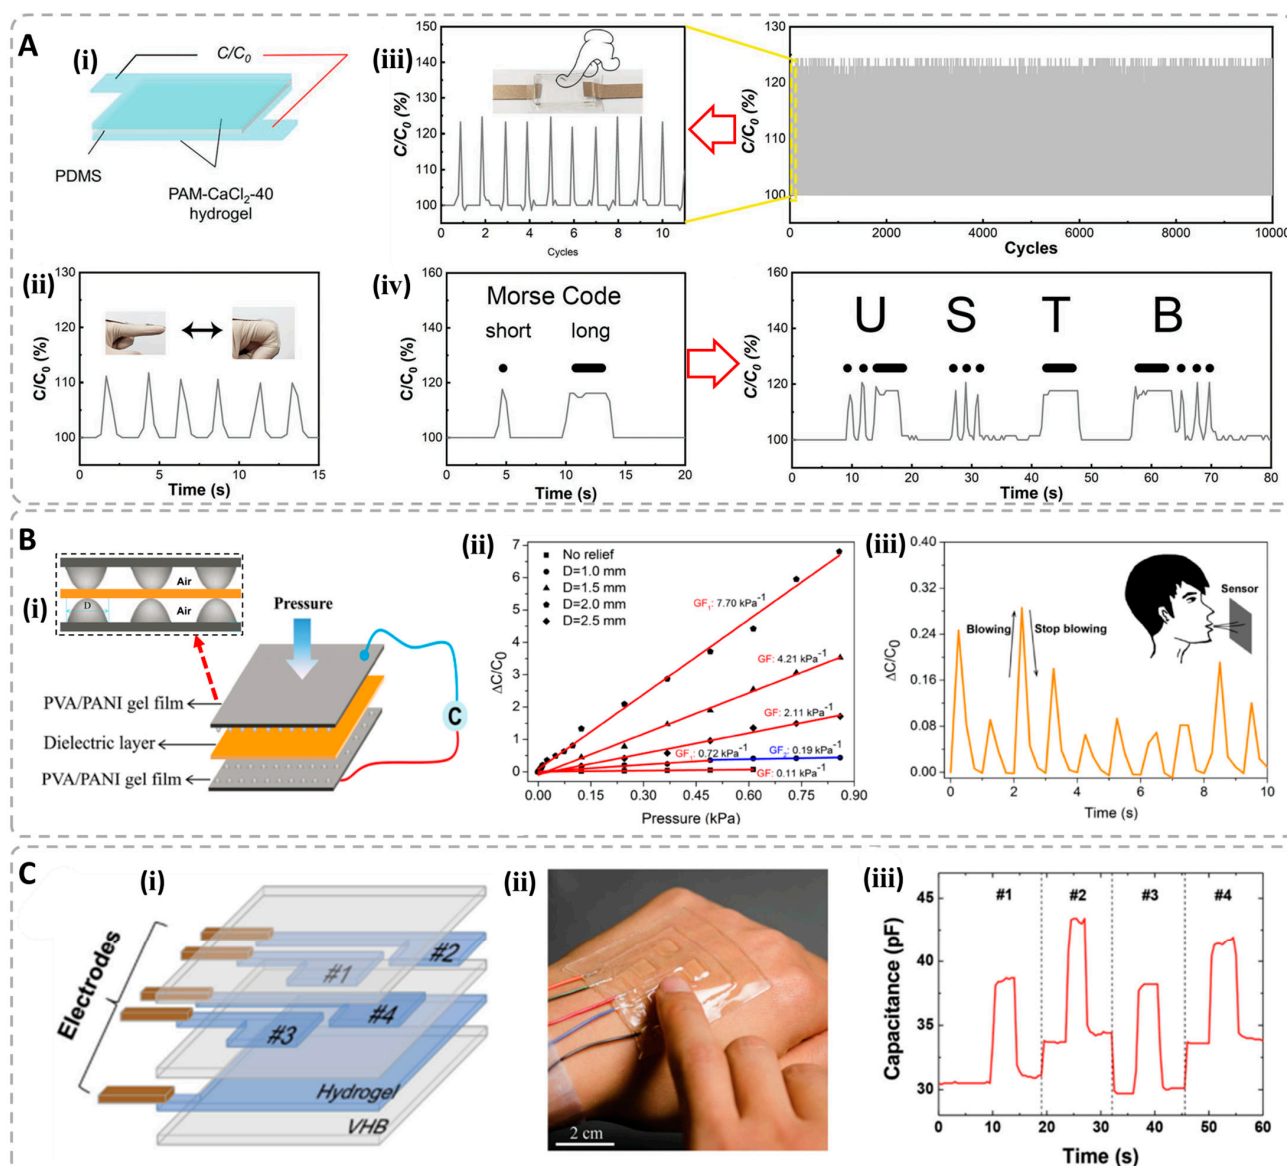 A
(i)
C/C₀
PDMS
PAM-CaCl₂-40
hydrogel
(iii)
C/C₀ (%)
150
140
130
120
110
100
0 2 4 6 8 10
Cycles
C/C₀ (%)
130
120
110
100
0 2000 4000 6000 8000 10000
Cycles
(ii)
C/C₀ (%)
130
120
110
100
0 5 10 15
Time (s)
(iv)
C/C₀ (%)
160
140
120
100
Morse Code
short long
0 5 10 15 20
Time (s)
C/C₀ (%)
160
140
120
100
U S T B
0 10 20 30 40 50 60 70 80
Time (s)
B
(i)
Air
D
Air
Pressure
PVA/PANI gel film
Dielectric layer
PVA/PANI gel film
C
(ii)
ΔC/C₀
7
6
5
4
3
2
1
0
No relief
D=1.0 mm
D=1.5 mm
D=2.0 mm
D=2.5 mm
GF₁: 7.70 kPa⁻¹
GF: 4.21 kPa⁻¹
GF: 2.11 kPa⁻¹
GF₁: 0.72 kPa⁻¹
GF₂: 0.19 kPa⁻¹
GF: 0.11 kPa⁻¹
0.00 0.15 0.30 0.45 0.60 0.75 0.90
Pressure (kPa)
(iii)
ΔC/C₀
0.40
0.32
0.24
0.16
0.08
0.00
Blowing
Stop blowing
Sensor
0 2 4 6 8 10
Time (s)
C
(i)
Electrodes
#2
#1
#4
#3
Hydrogel
VHB
(ii)
2 cm
(iii)
Capacitance (pF)
45
40
35
30
#1 #2 #3 #4
0 10 20 30 40 50 60
Time (s)